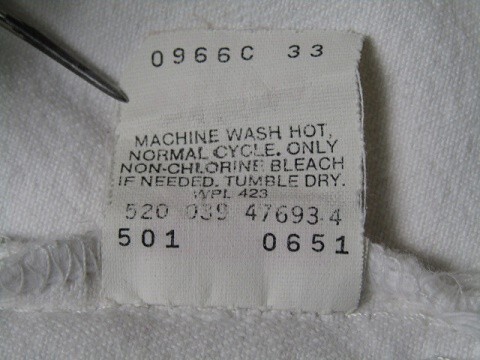 0966C 33
MACHINE WASH HOT,
NORMAL CYCLE. ONLY
NON-CHLORINE BLEACH
IF NEEDED. TUMBLE DRY.
WPL 423
520 039 47693-4
501 0651